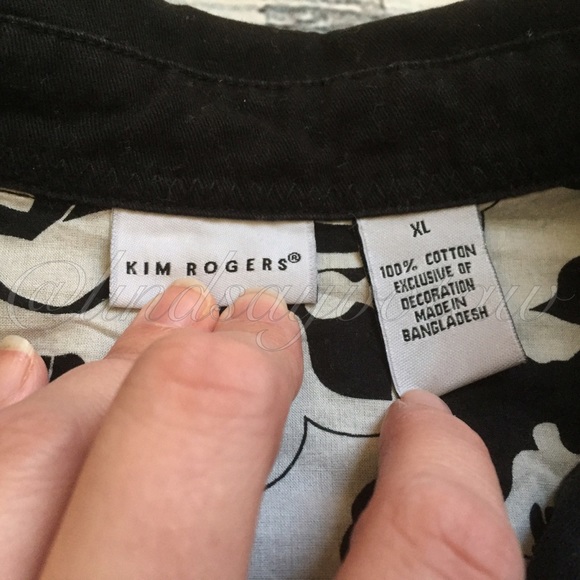 KIM ROGERS®
XL
100% COTTON
EXCLUSIVE OF
DECORATION
MADE IN
BANGLADESH